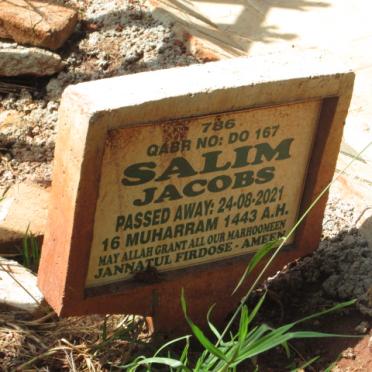 786
QABR NO: DO 167
SALIM
JACOBS
PASSED AWAY: 24-08-2021
16 MUHARRAM 1443 A.H.
MAY ALLAH GRANT ALL OUR MARHOOMEEN
JANNATUL FIRDOSE - AMEEN